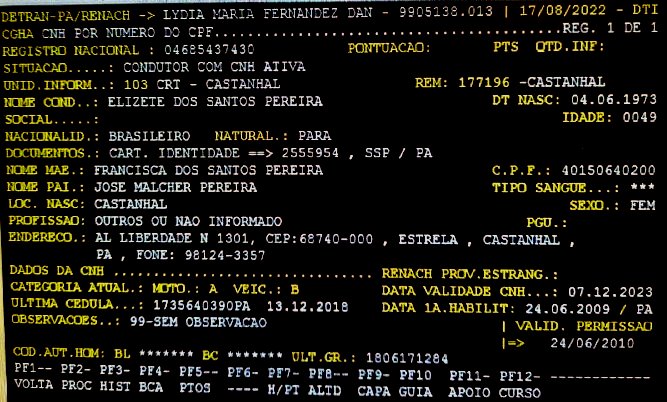 DETRAN-PA/RENACH -> LYDIA MARIA FERNANDEZ DAN - 9905138.013 | 17/08/2022 - DTI
CGHA CNH POR NUMERO DO CPF..........................................REG. 1 DE 1
REGISTRO NACIONAL : 04685437430 PONTUACAO: PTS QTD.INF:
SITUACAO.....: CONDUTOR COM CNH ATIVA
UNID.INFORM..: 103 CRT - CASTANHAL REM: 177196 -CASTANHAL
NOME COND..: ELIZETE DOS SANTOS PEREIRA DT NASC: 04.06.1973
SOCIAL.....: IDADE: 0049
NACIONALID.: BRASILEIRO NATURAL.: PARA
DOCUMENTOS.: CART. IDENTIDADE ==> 2555954 , SSP / PA
NOME MAE.: FRANCISCA DOS SANTOS PEREIRA C.P.F.: 40150640200
NOME PAI.: JOSE MALCHER PEREIRA TIPO SANGUE...: ***
LOC. NASC: CASTANHAL SEXO.: FEM
PROFISSAO: OUTROS OU NAO INFORMADO PGU.:
ENDERECO.: AL LIBERDADE N 1301, CEP:68740-000 , ESTRELA , CASTANHAL ,
PA , FONE: 98124-3357
DADOS DA CNH ................................ RENACH PROV.ESTRANG.:
CATEGORIA ATUAL.: MOTO.: A VEIC.: B DATA VALIDADE CNH...: 07.12.2023
ULTIMA CEDULA...: 1735640390PA 13.12.2018 DATA 1A.HABILIT: 24.06.2009 / PA
OBSERVACOES..: 99-SEM OBSERVACAO | VALID. PERMISSAO
|=> 24/06/2010
COD.AUT.HOM: BL ******* BC ******* ULT.GR.: 1806171284
PF1-- PF2- PF3- PF4- PF5-- PF6- PF7- PF8-- PF9- PF10 PF11- PF12- ------------
VOLTA PROC HIST BCA PTOS ---- H/PT ALTD CAPA GUIA APOIO CURSO